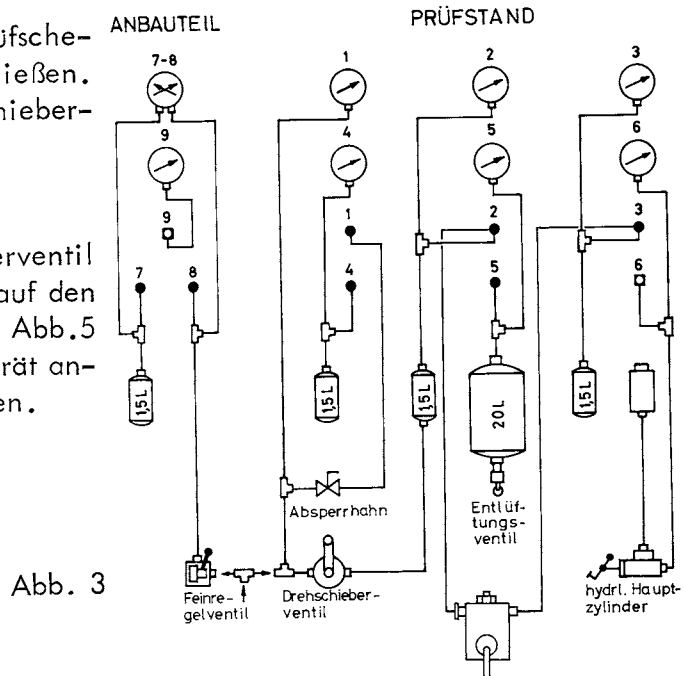 üfsche-
ießen.
ieber-
erventil
auf den
Abb.5
rät an-
en.
Abb. 3
ANBAUTEIL
PRÜFSTAND
7-8
1
2
3
9
4
5
6
9
1
2
3
7
8
4
5
6
1,5L
1,5L
1,5L
20L
1,5L
Absperrhahn
Entlüf-
tungs-
ventil
Feinre-
gelventil
Drehschieber-
ventil
hydrl. Haupt-
zylinder